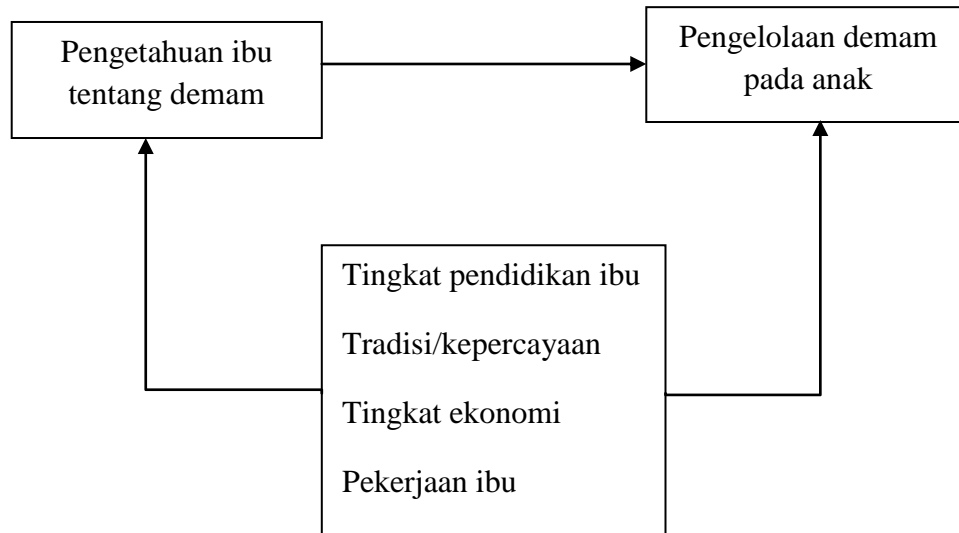 Pengetahuan ibu
tentang demam
Pengelolaan demam
pada anak
Tingkat pendidikan ibu
Tradisi/kepercayaan
Tingkat ekonomi
Pekerjaan ibu